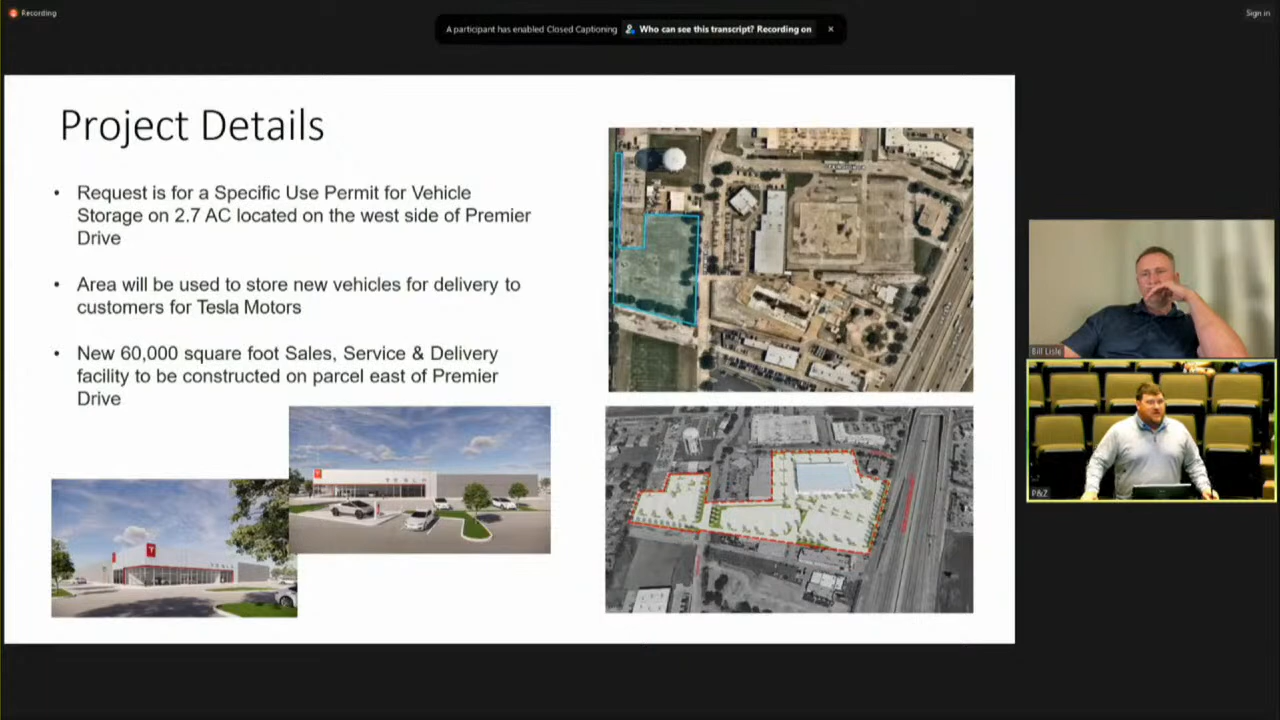 Recording
Sign in
A participant has enabled Closed Captioning Who can see this transcript? Recording on
Project Details
• Request is for a Specific Use Permit for Vehicle
Storage on 2.7 AC located on the west side of Premier
Drive
• Area will be used to store new vehicles for delivery to
customers for Tesla Motors
• New 60,000 square foot Sales, Service & Delivery
facility to be constructed on parcel east of Premier
Drive
TESLA
TESLA
Bill Lisle
P&Z